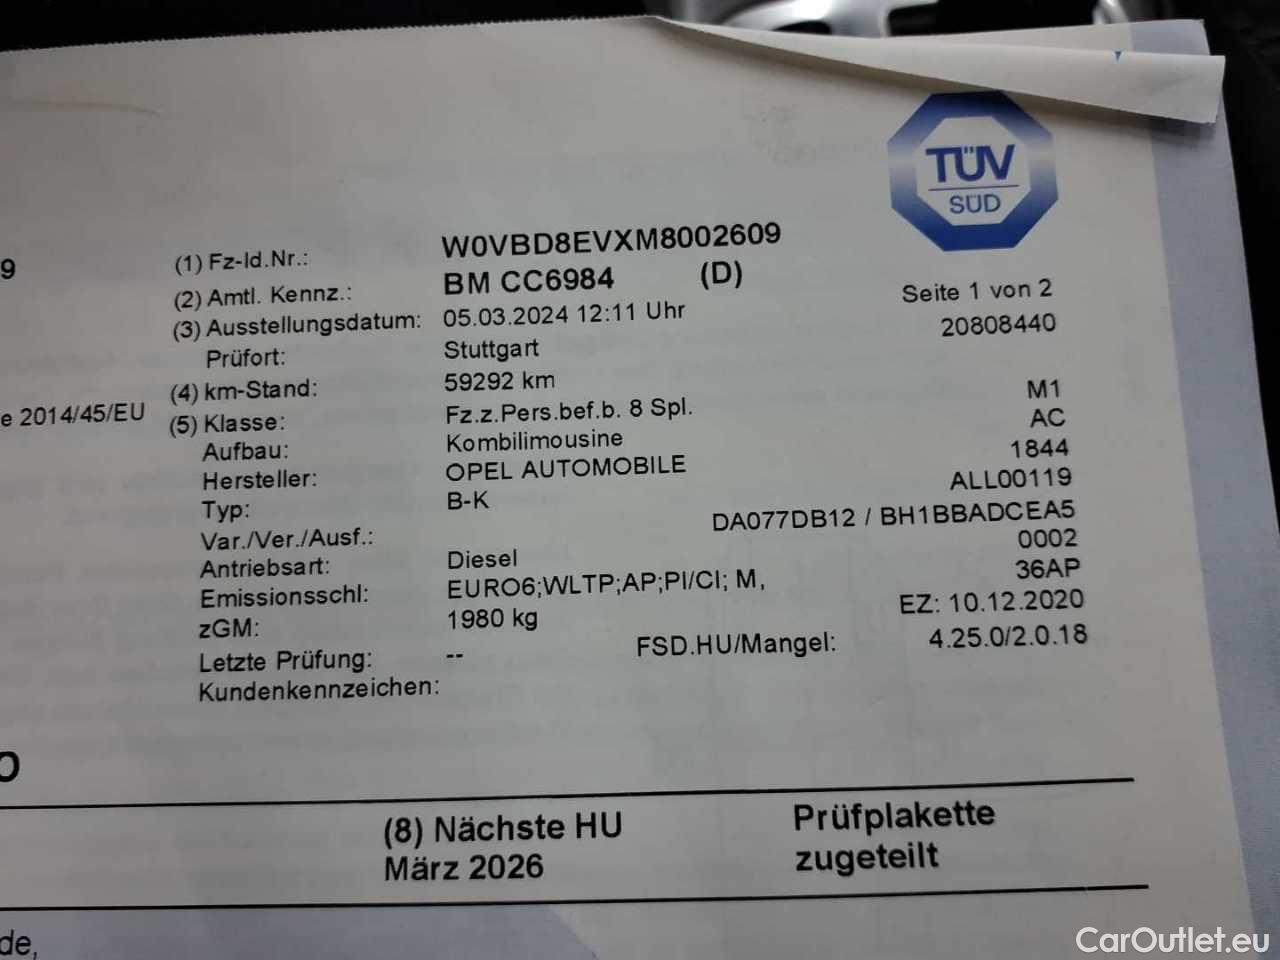 TÜV
SÜD
9
(1) Fz-Id.Nr.: W0VBD8EVXM8002609
(2) Amtl. Kennz.: BM CC6984 (D)
Seite 1 von 2
(3) Ausstellungsdatum: 05.03.2024 12:11 Uhr
20808440
Prüfort: Stuttgart
(4) km-Stand: 59292 km
e 2014/45/EU
(5) Klasse: Fz.z.Pers.bef.b. 8 Spl. M1
Aufbau: Kombilimousine AC
Hersteller: OPEL AUTOMOBILE 1844
Typ: B-K ALL00119
Var./Ver./Ausf.: DA077DB12 / BH1BBADCEA5
Antriebsart: Diesel 0002
Emissionsschl: EURO6;WLTP;AP;PI/CI; M, 36AP
zGM: 1980 kg EZ: 10.12.2020
Letzte Prüfung: -- FSD.HU/Mangel: 4.25.0/2.0.18
Kundenkennzeichen:
O
(8) Nächste HU Prüfplakette
März 2026 zugeteilt
de,
CarOutlet.eu